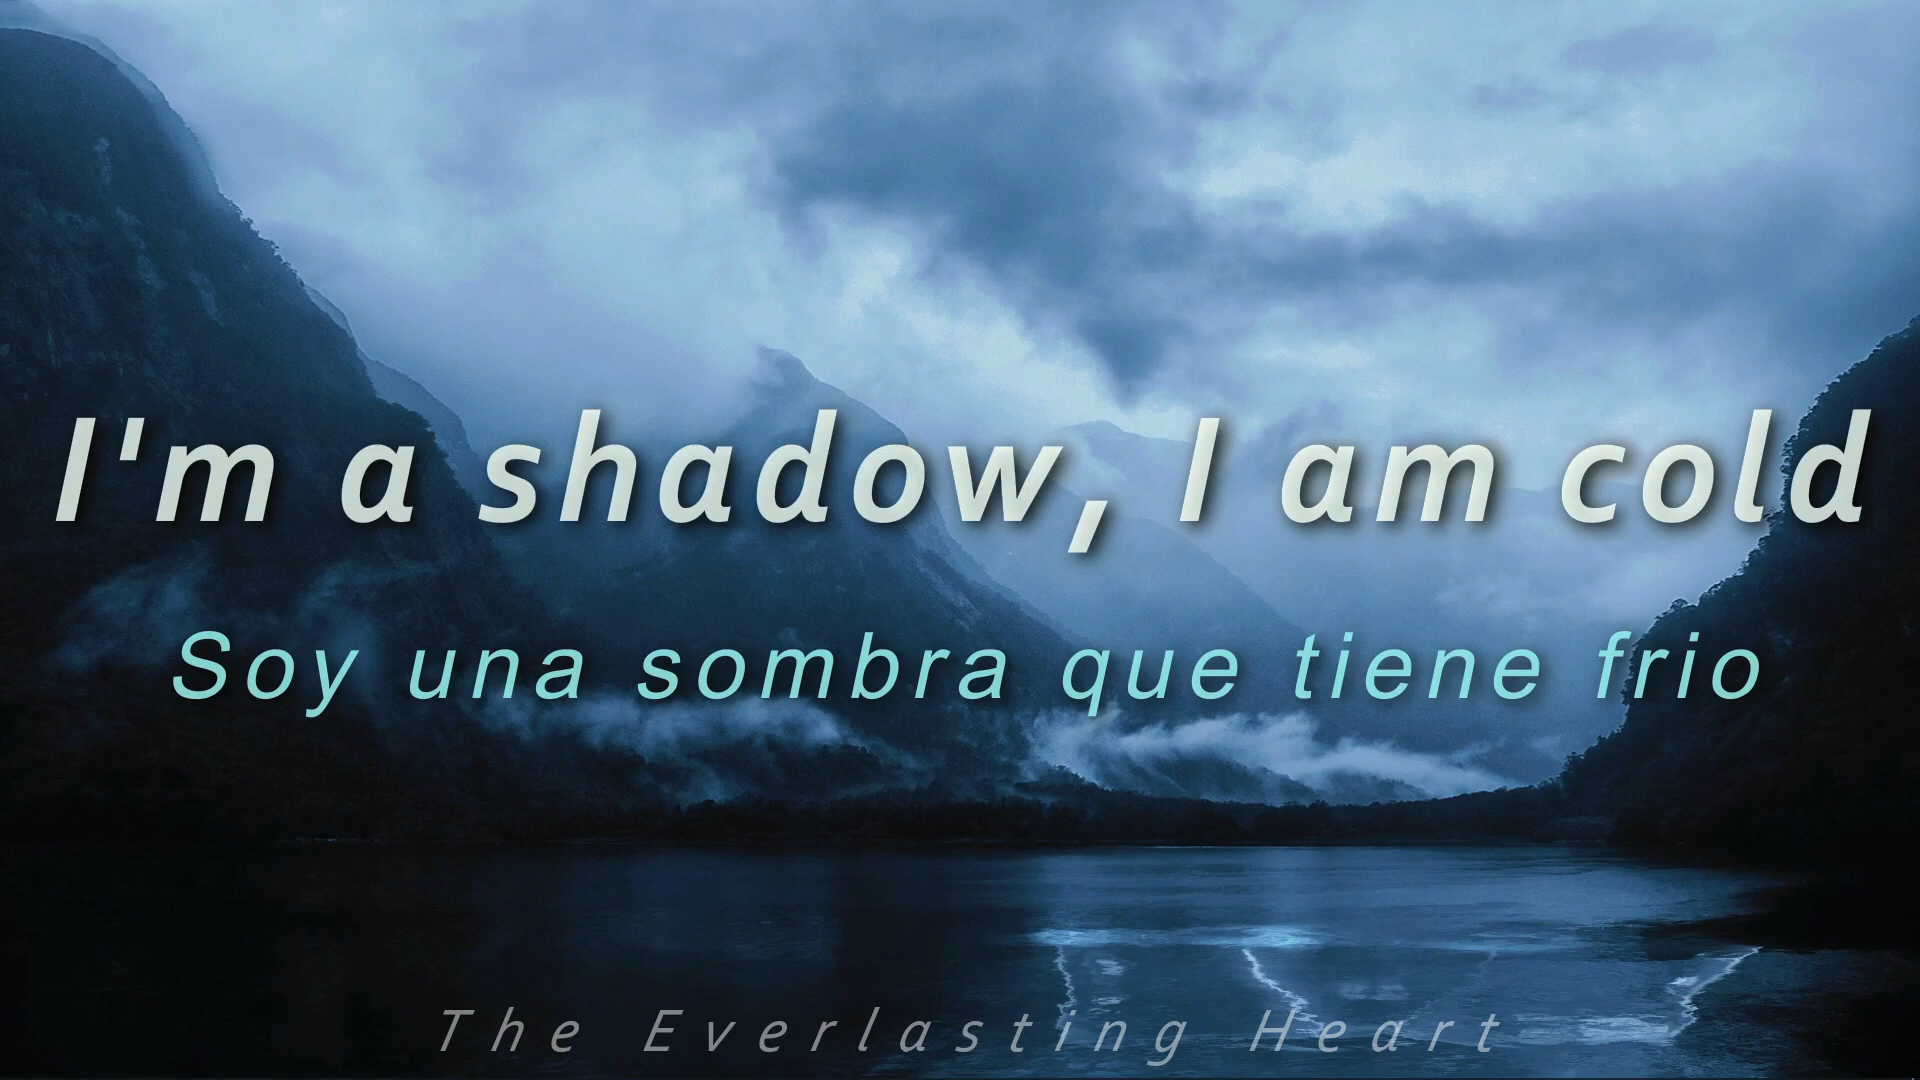 I'm a shadow, I am cold
Soy una sombra que tiene frio
The Everlasting Heart